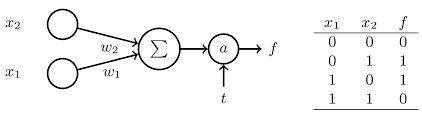 x₂
w₂
∑ a f
x₁ w₁
t
x₁ x₂ f
0 0 0
0 1 1
1 0 1
1 1 0